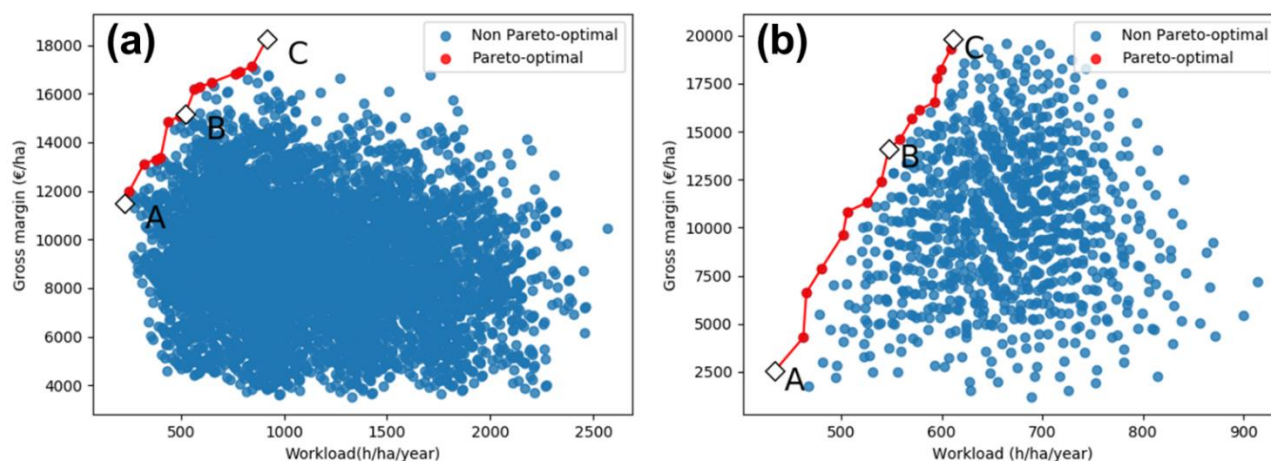 (a)
Non Pareto-optimal
Pareto-optimal
A
B
C
18000
16000
14000
12000
10000
8000
6000
4000
Gross margin (€/ha)
500
1000
1500
2000
2500
Workload(h/ha/year)
(b)
Non Pareto-optimal
Pareto-optimal
C
B
A
20000
17500
15000
12500
10000
7500
5000
2500
Gross margin (€/ha)
500
600
700
800
900
Workload (h/ha/year)